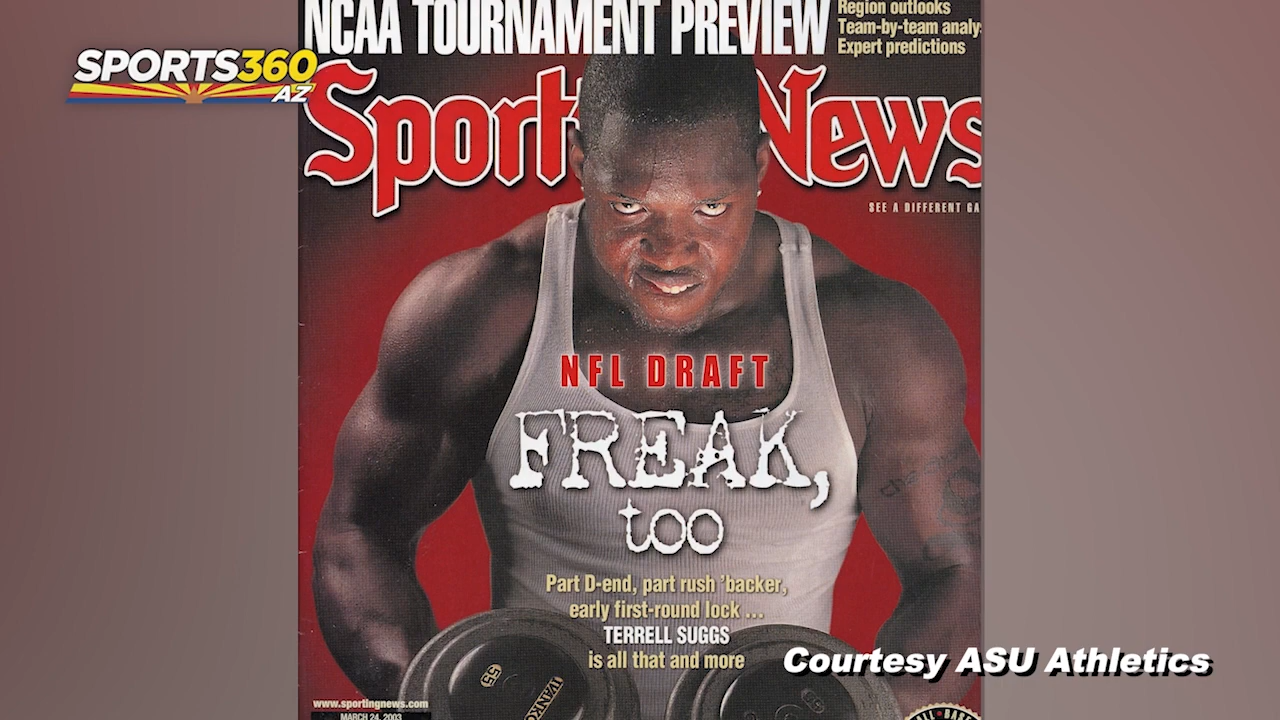 NCAA TOURNAMENT PREVIEW
Region outlooks
Team-by-team analy
Expert predictions
SPORTS360
AZ
Sport News
SEE A DIFFERENT GA
NFL DRAFT
FREAK,
too
Part D-end, part rush 'backer,
early first-round lock ...
TERRELL SUGGS
is all that and more
Courtesy ASU Athletics
55
www.sportingnews.com
MARCH 24, 2003